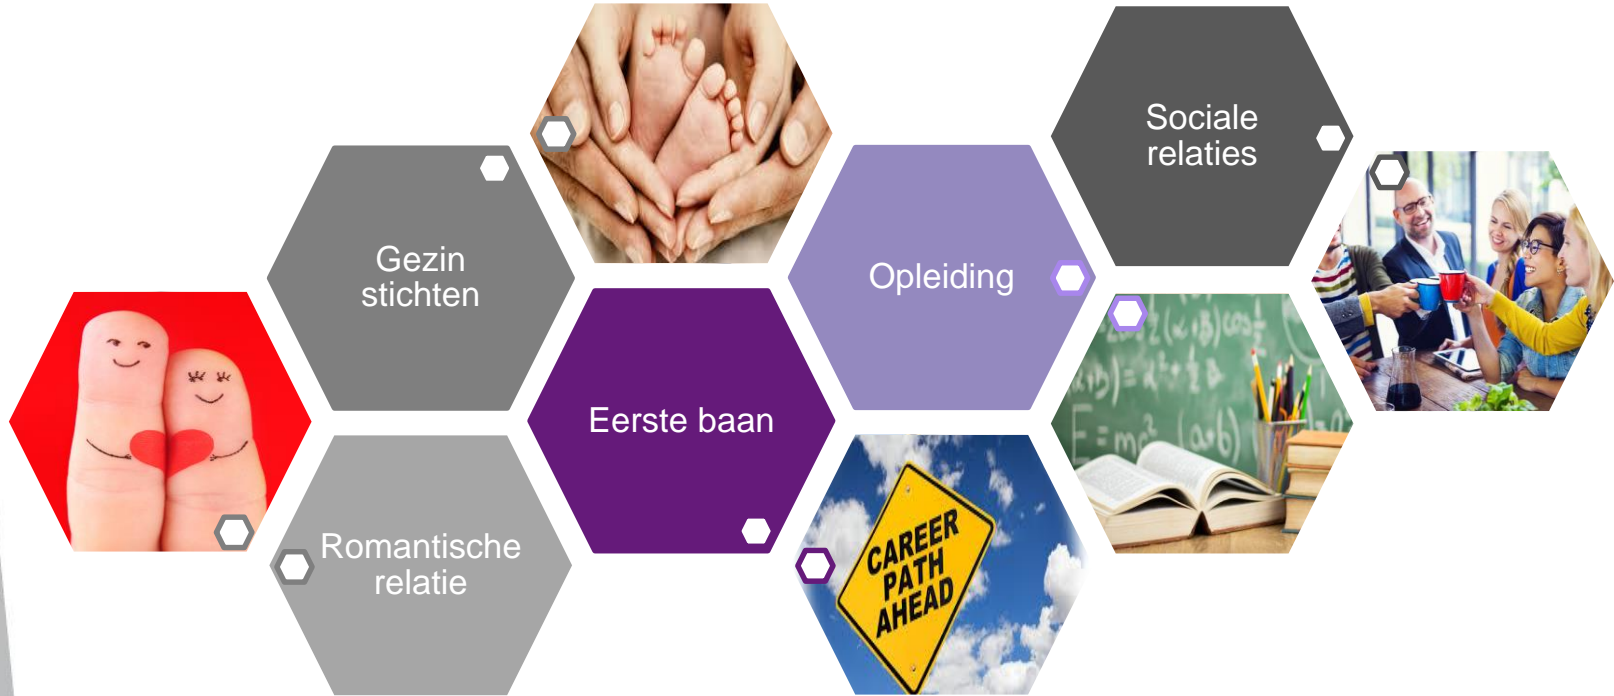 Sociale
relaties
Gezin
stichten
Opleiding
Eerste baan
Romantische
relatie
CAREER
PATH
AHEAD